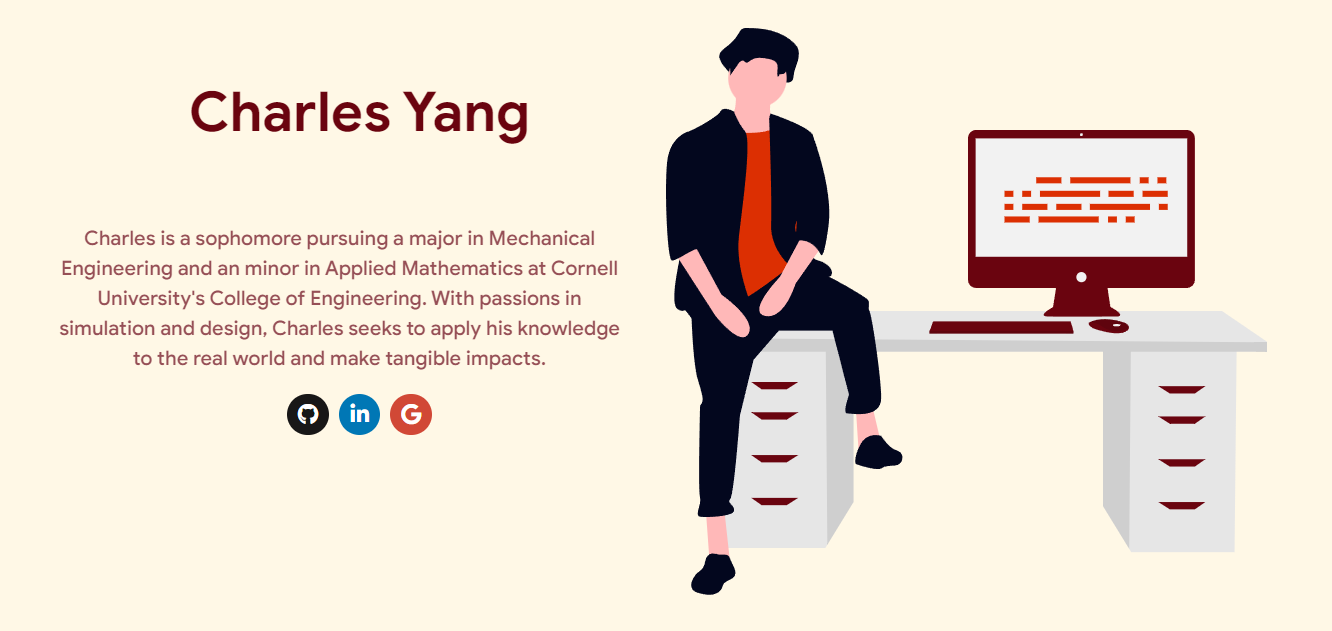 Charles Yang
Charles is a sophomore pursuing a major in Mechanical
Engineering and an minor in Applied Mathematics at Cornell
University's College of Engineering. With passions in
simulation and design, Charles seeks to apply his knowledge
to the real world and make tangible impacts.
in
G